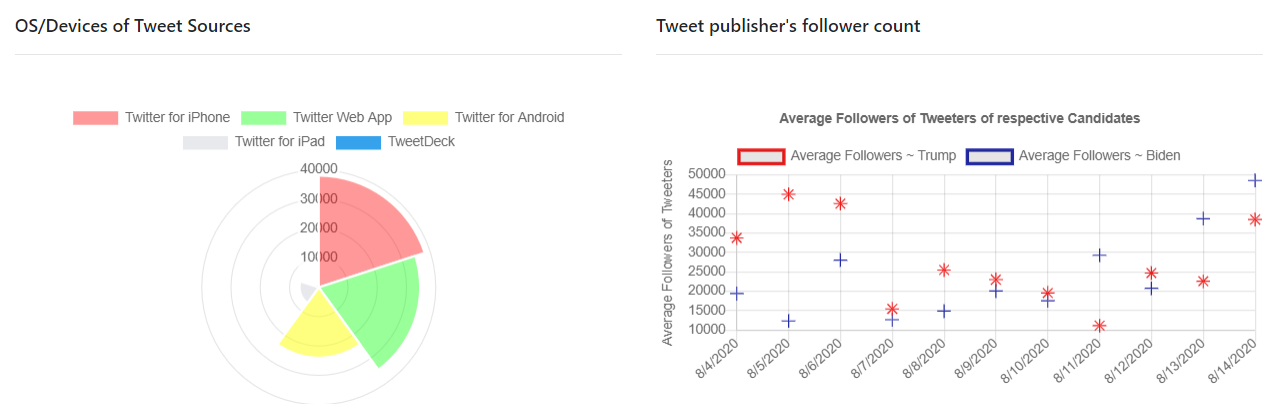 OS/Devices of Tweet Sources
Twitter for iPhone Twitter Web App Twitter for Android
Twitter for iPad TweetDeck
40000
30000
20000
10000
Tweet publisher's follower count
Average Followers of Tweeters of respective Candidates
Average Followers ~ Trump Average Followers ~ Biden
Average Followers of Tweeters
50000
45000
40000
35000
30000
25000
20000
15000
10000
8/4/2020 8/5/2020 8/6/2020 8/7/2020 8/8/2020 8/9/2020 8/10/2020 8/11/2020 8/12/2020 8/13/2020 8/14/2020